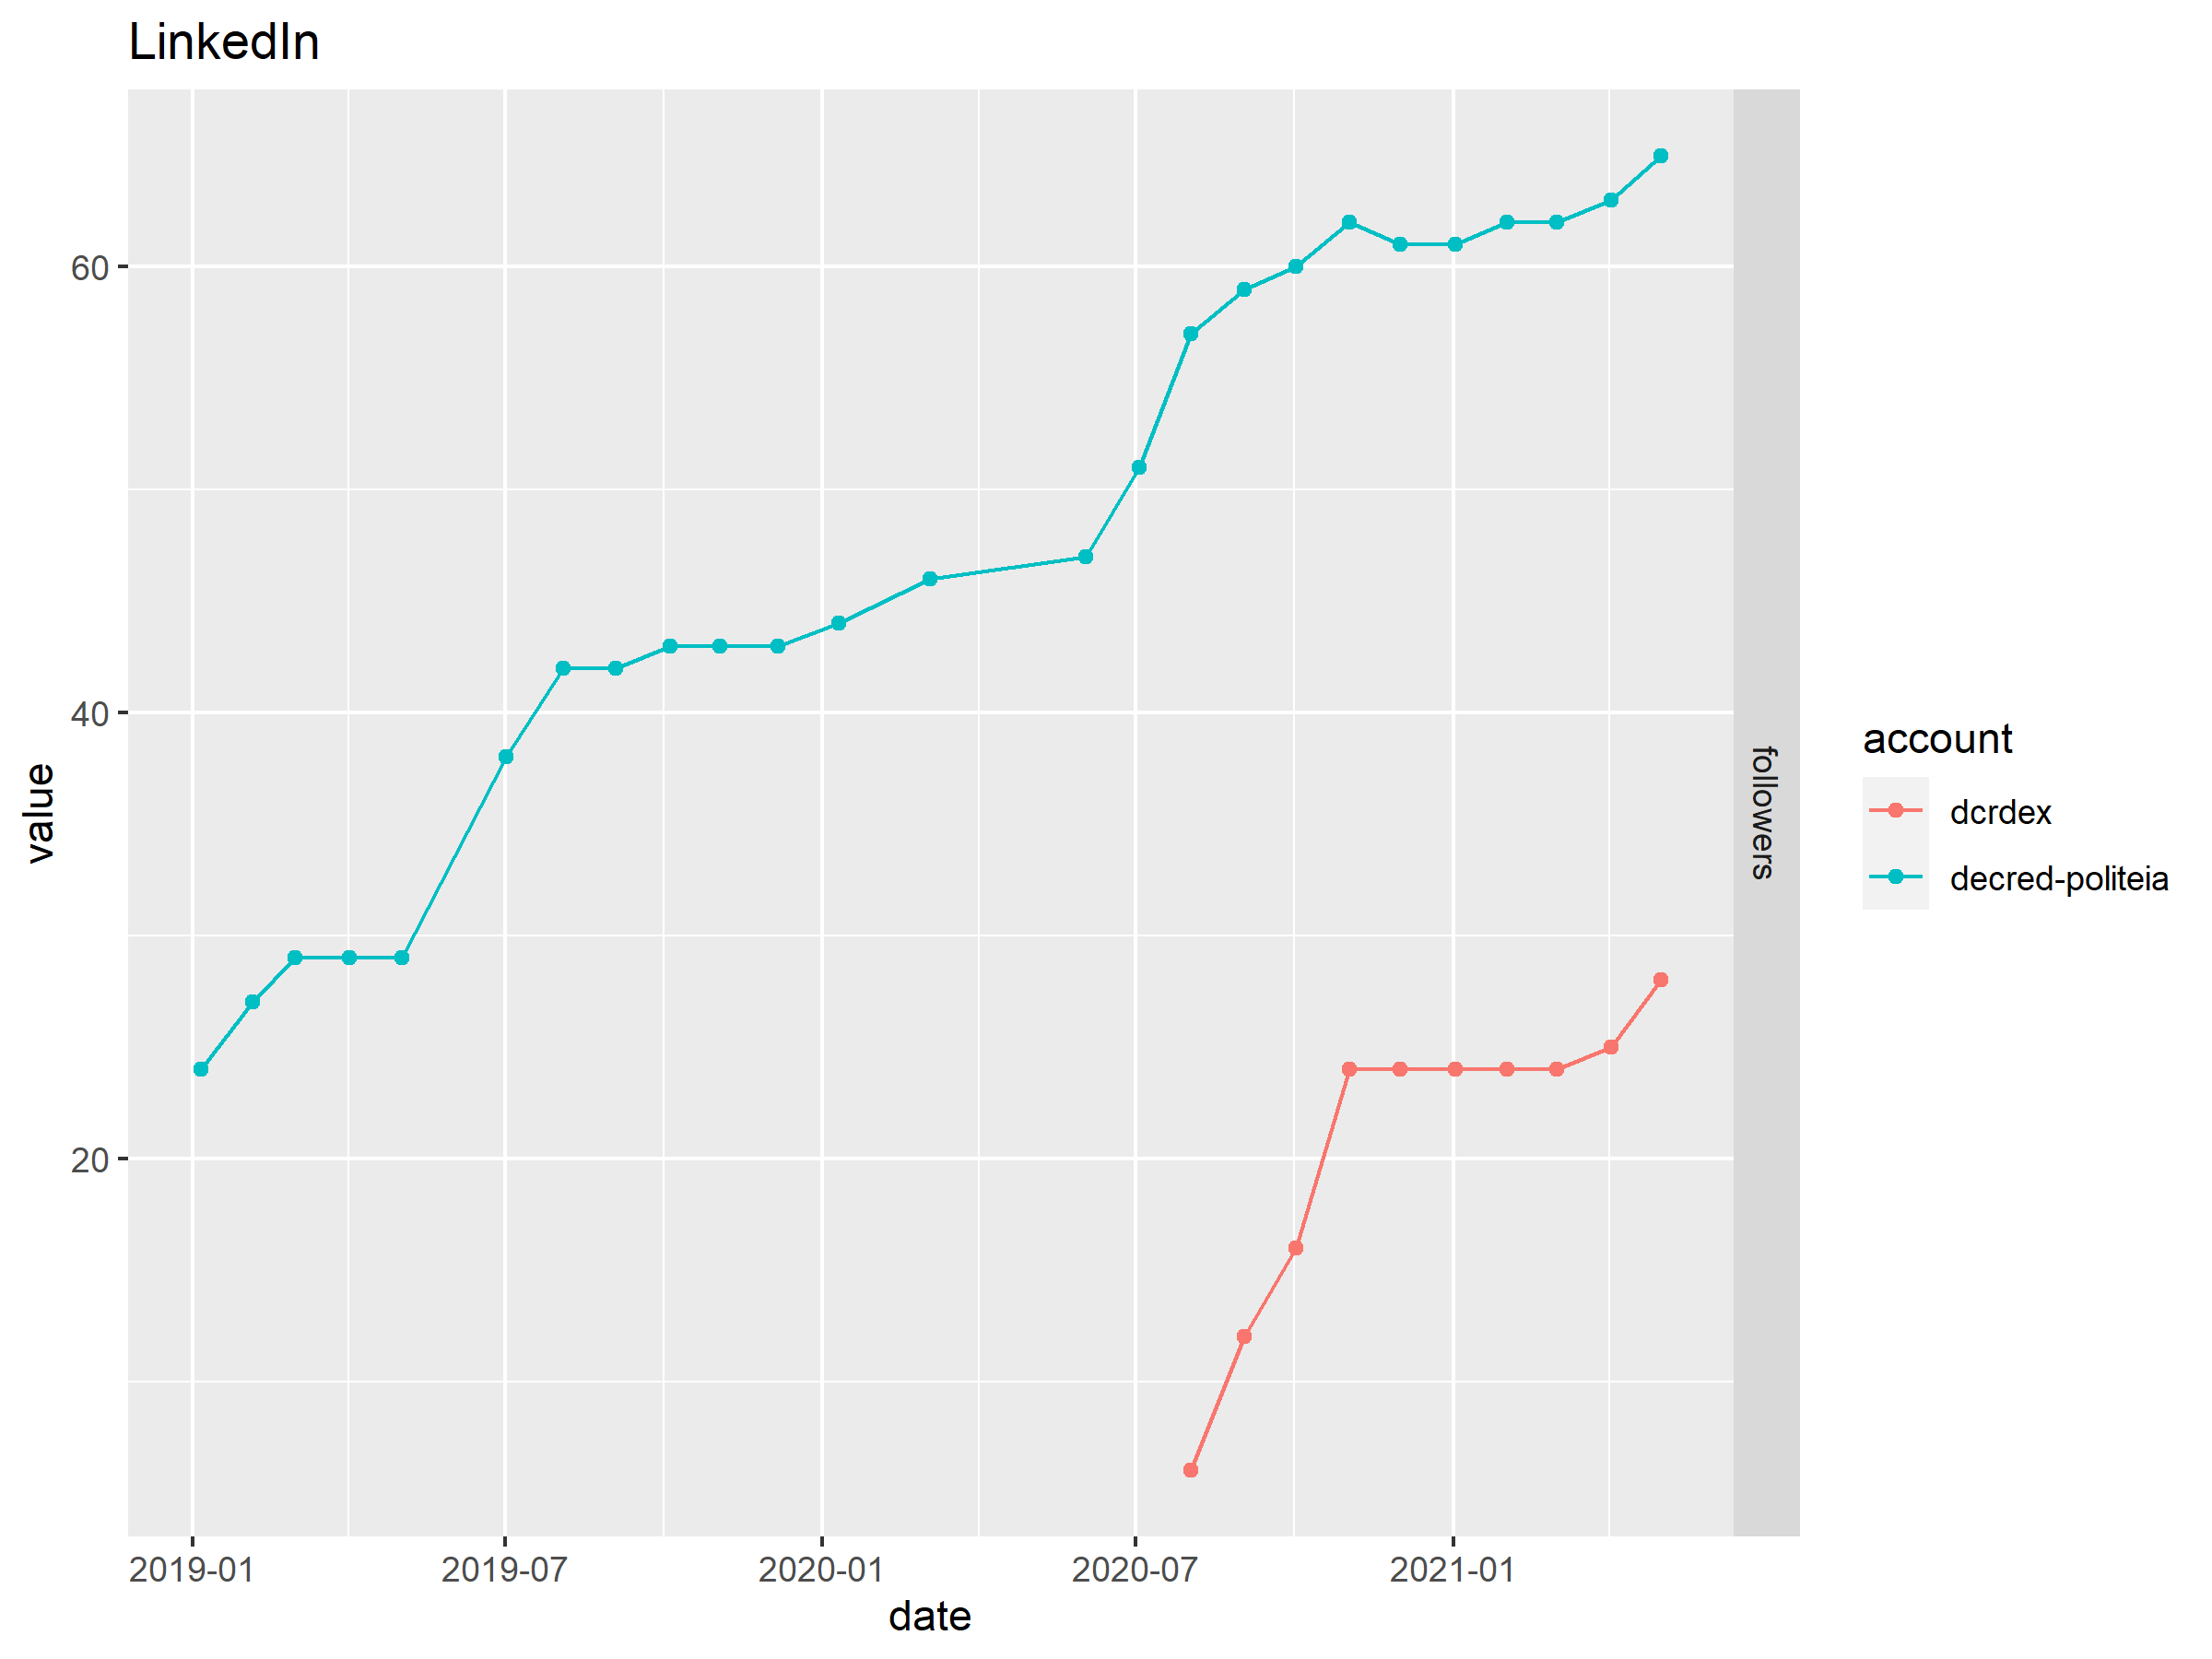 LinkedIn
60
40
20
value
2019-01
2019-07
2020-01
2020-07
2021-01
date
followers
account
dcrdex
decred-politeia